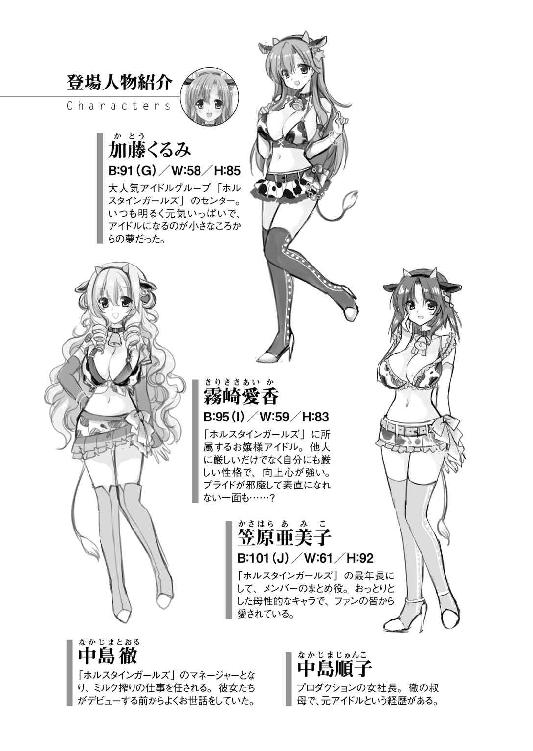 登場人物紹介
Characters
かとう
加藤くるみ
B:91(G)/W:58/H:85
大人気アイドルグループ「ホル
スタインガールズ」のセンター。
いつも明るく元気いっぱいで、
アイドルになるのが小さなころか
らの夢だった。
きりさきあいか
霧崎愛香
B:95(I)/W:59/H:83
「ホルスタインガールズ」に所
属するお嬢様アイドル。他人
に厳しいだけでなく自分にも厳
しい性格で、向上心が強い。
プライドが邪魔して素直になれ
ない一面も……?
かさはらあみこ
笠原亜美子
B:101(J)/W:61/H:92
「ホルスタインガールズ」の最年長に
して、メンバーのまとめ役。おっとりと
した母性的なキャラで、ファンの皆から
愛されている。
なかじまとおる
中島徹
「ホルスタインガールズ」のマネージャーとな
り、ミルク搾りの仕事を任される。彼女たち
がデビューする前からよくお世話をしていた。
なかじまじゅんこ
中島順子
プロダクションの女社長。徹の叔
母で、元アイドルという経歴がある。